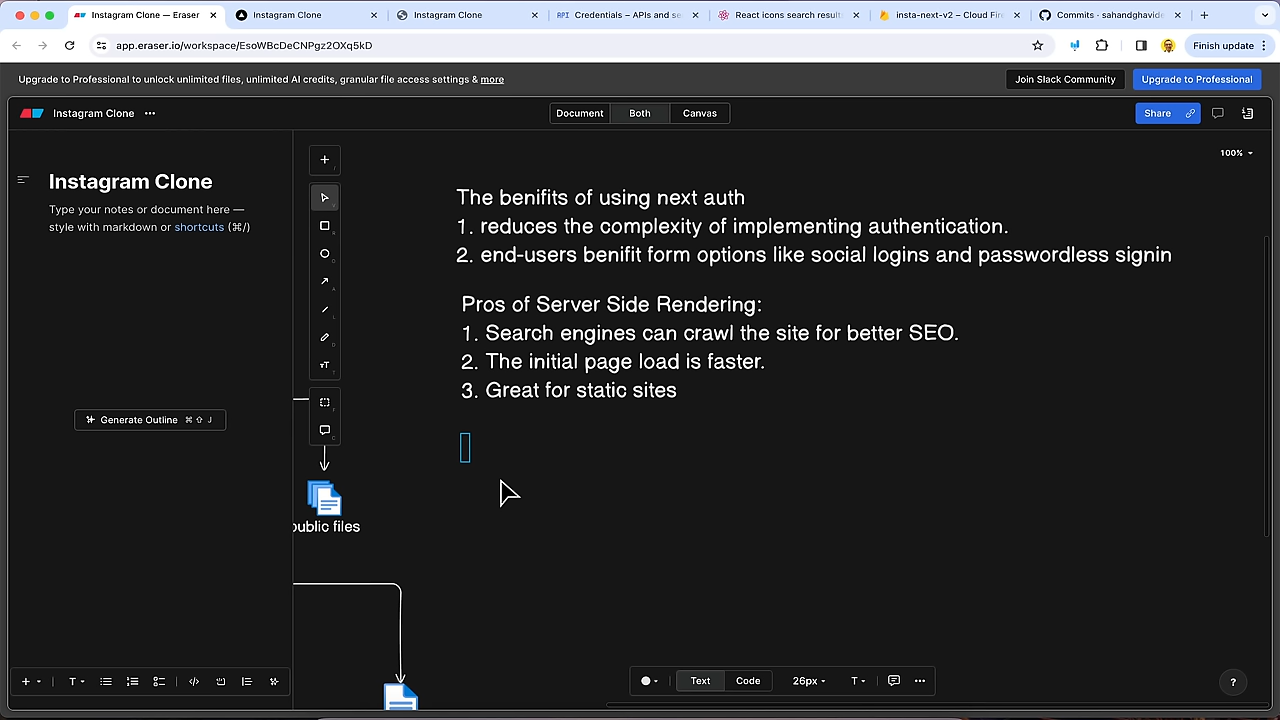 Instagram Clone — Eraser
Instagram Clone
Instagram Clone
Credentials – APIs and se
React icons search result
insta-next-v2 – Cloud Fire
Commits · sahandghavide
app.eraser.io/workspace/EsoWBcDeCNPgz2OXq5kD
Finish update
Upgrade to Professional to unlock unlimited files, unlimited AI credits, granular file access settings & more
Join Slack Community
Upgrade to Professional
Instagram Clone
Document
Both
Canvas
Share
100%
Instagram Clone
Type your notes or document here —
style with markdown or shortcuts (⌘/)
Generate Outline ⌘ ⇧ J
The benifits of using next auth
1. reduces the complexity of implementing authentication.
2. end-users benifit form options like social logins and passwordless signin
Pros of Server Side Rendering:
1. Search engines can crawl the site for better SEO.
2. The initial page load is faster.
3. Great for static sites
public files
Text
Code
26px
T
T
?